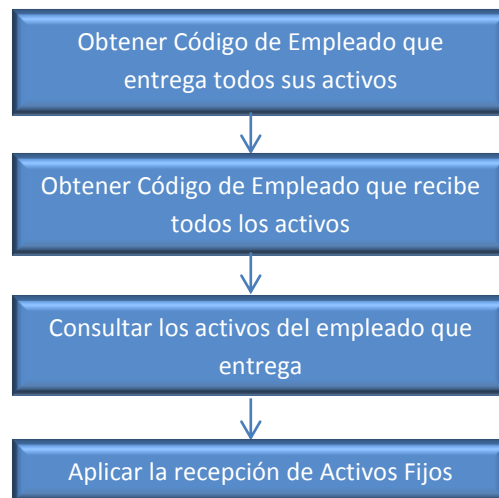 Obtener Código de Empleado que
entrega todos sus activos
Obtener Código de Empleado que recibe
todos los activos
Consultar los activos del empleado que
entrega
Aplicar la recepción de Activos Fijos